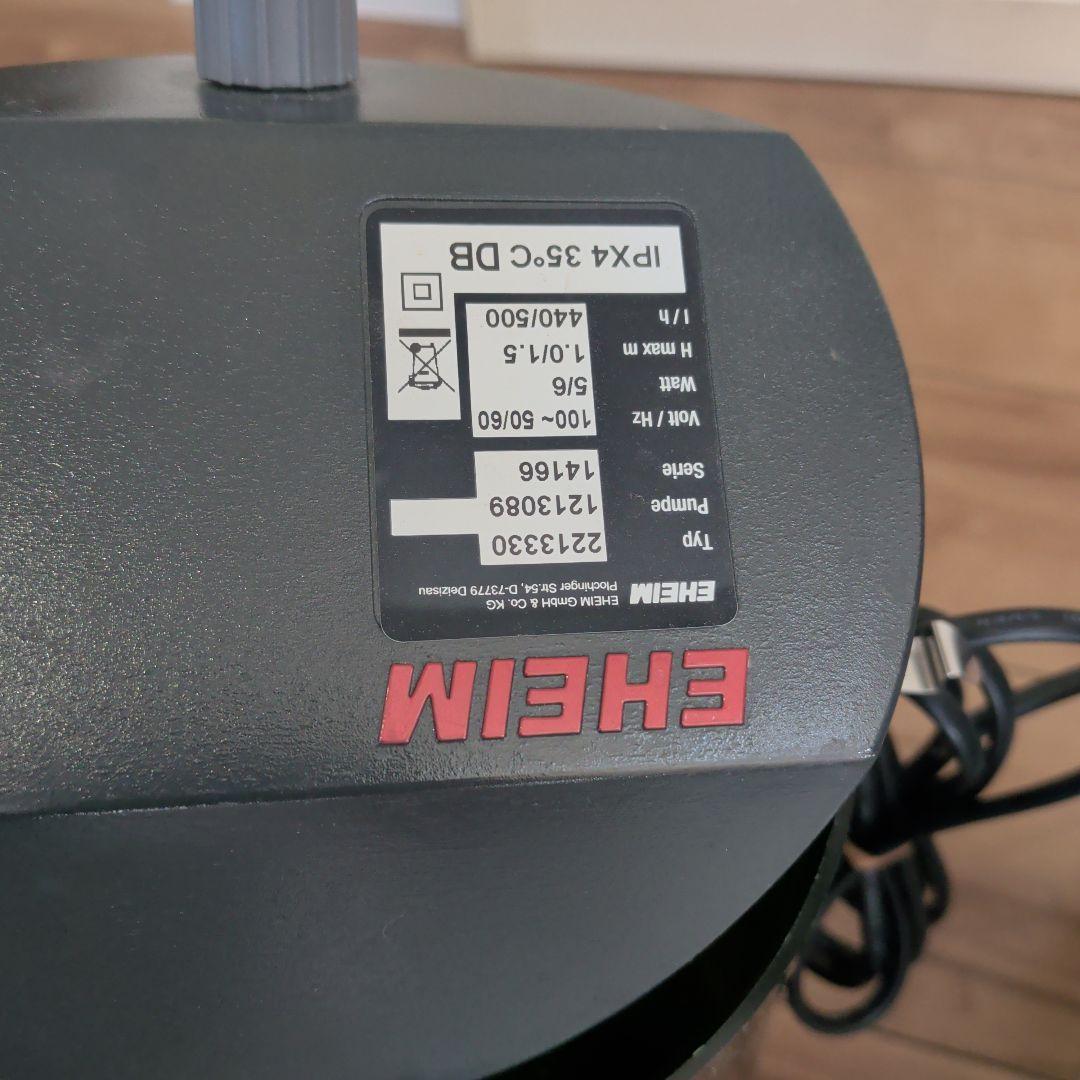 EHEIM
EHEIM EHEIM GmbH & Co. KG
Plochinger Str.54, D-73779 Deizisau
Typ 2213330
Pumpe 1213089
Serie 14166
Volt / Hz 100~ 50/60
Watt 5/6
H max m 1.0/1.5
l / h 440/500
IPX4 35°C DB